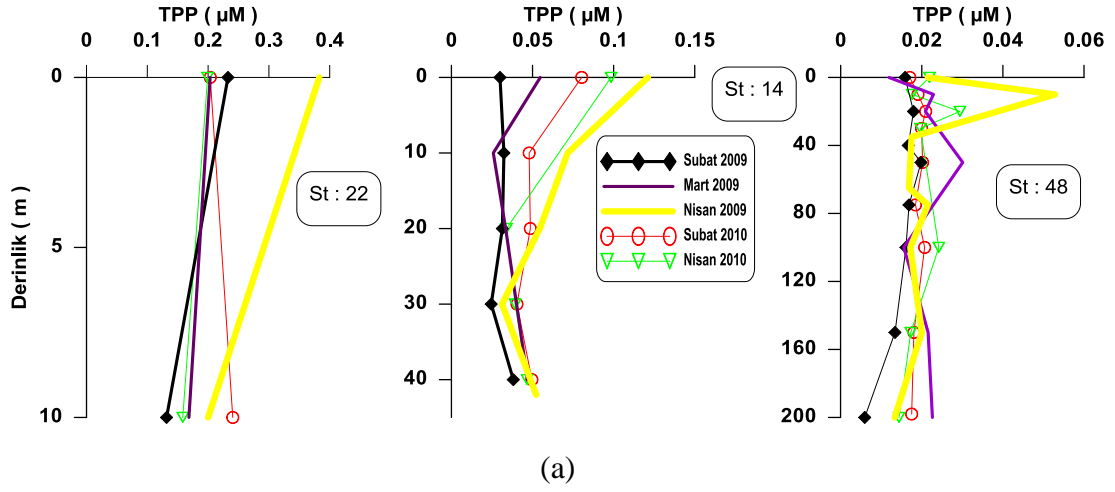 TPP ( µM ) TPP ( µM ) TPP ( µM )
0 0.1 0.2 0.3 0.4 0 0.05 0.1 0.15 0 0.02 0.04 0.06
Derinlik ( m )
0
5
10
St : 22
0
10
20
30
40
St : 14
Subat 2009
Mart 2009
Nisan 2009
Subat 2010
Nisan 2010
0
40
80
120
160
200
St : 48
(a)